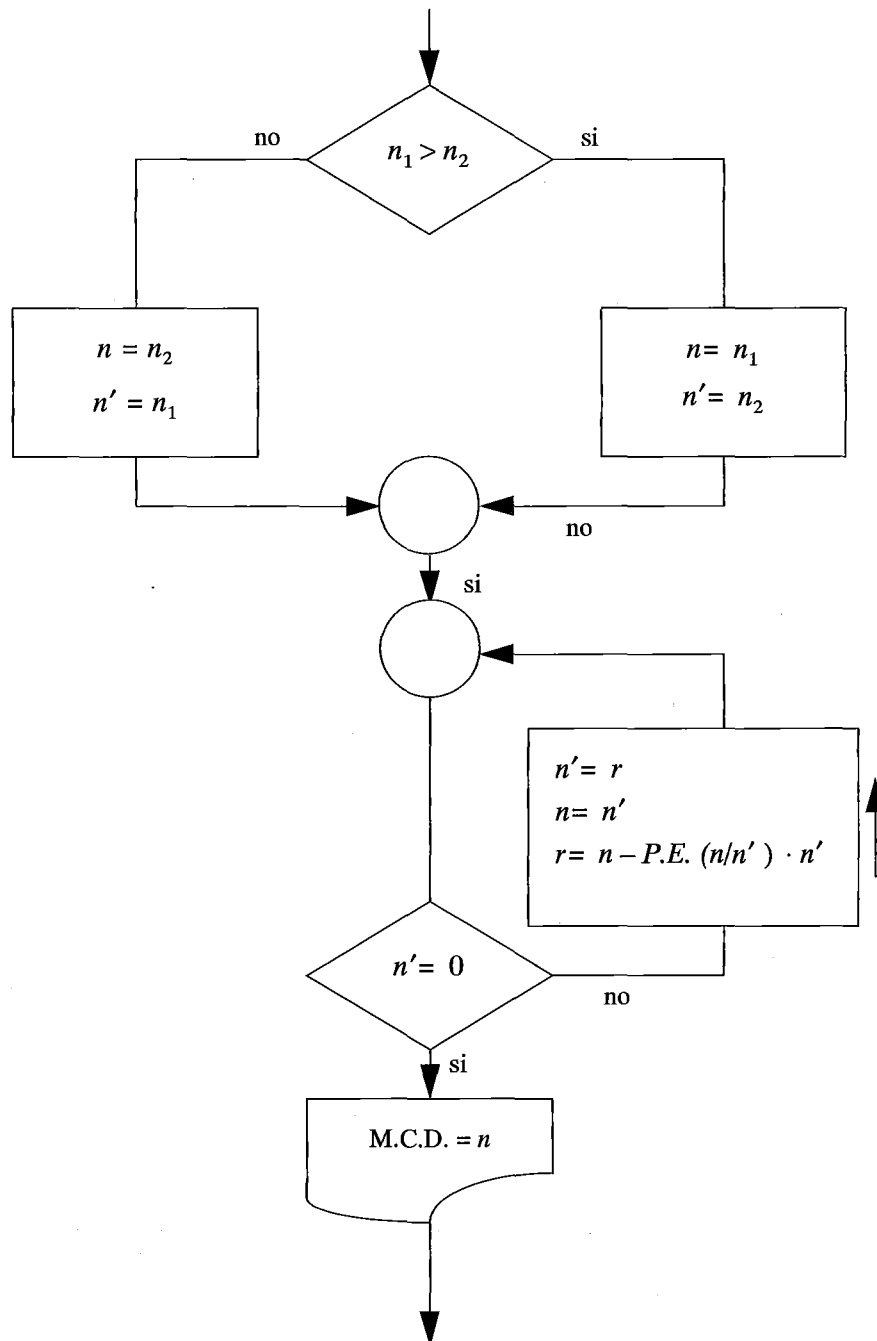 no
n₁ > n₂
si
n = n₂
n′ = n₁
n= n₁
n′= n₂
no
si
n′= r
n= n′
r= n – P.E. (n/n′ ) · n′
n′= 0
no
si
M.C.D. = n